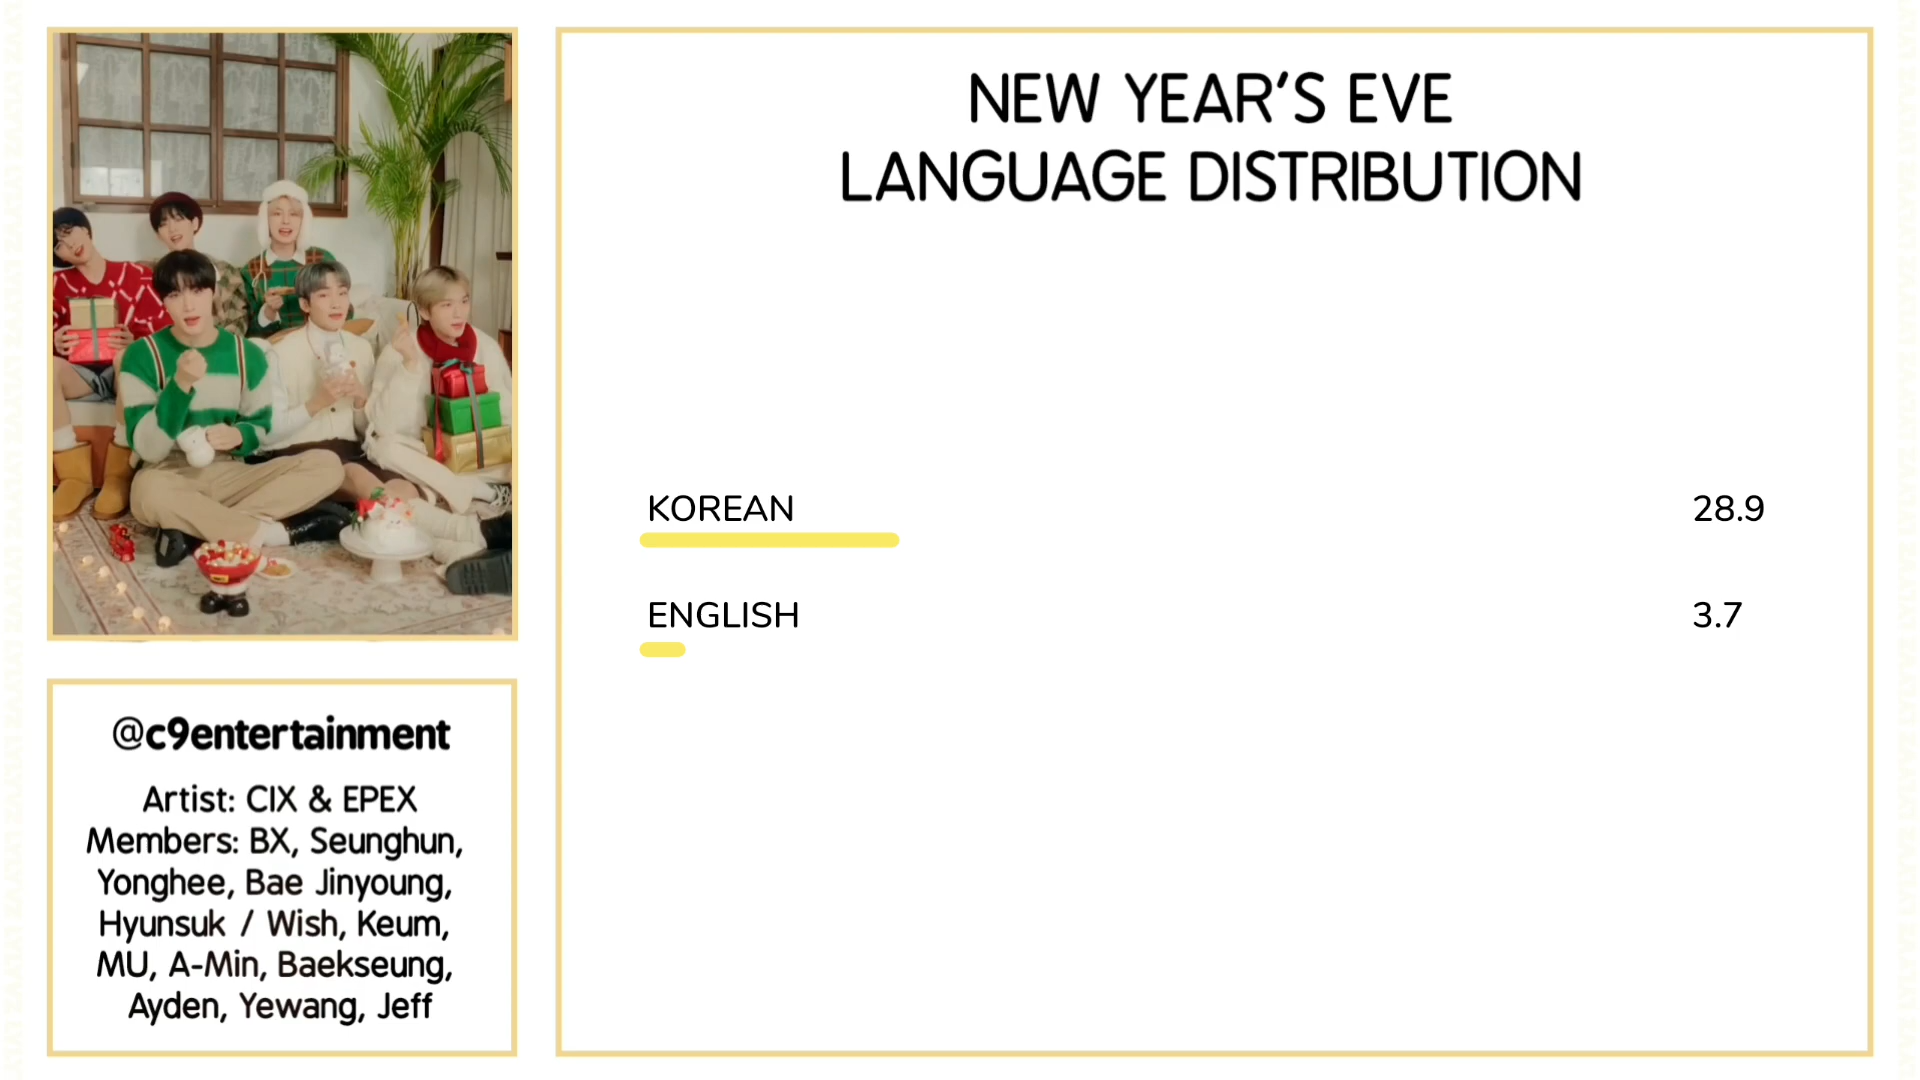 NEW YEAR'S EVE
LANGUAGE DISTRIBUTION
KOREAN 28.9
ENGLISH 3.7
@c9entertainment
Artist: CIX & EPEX
Members: BX, Seunghun,
Yonghee, Bae Jinyoung,
Hyunsuk / Wish, Keum,
MU, A-Min, Baekseung,
Ayden, Yewang, Jeff